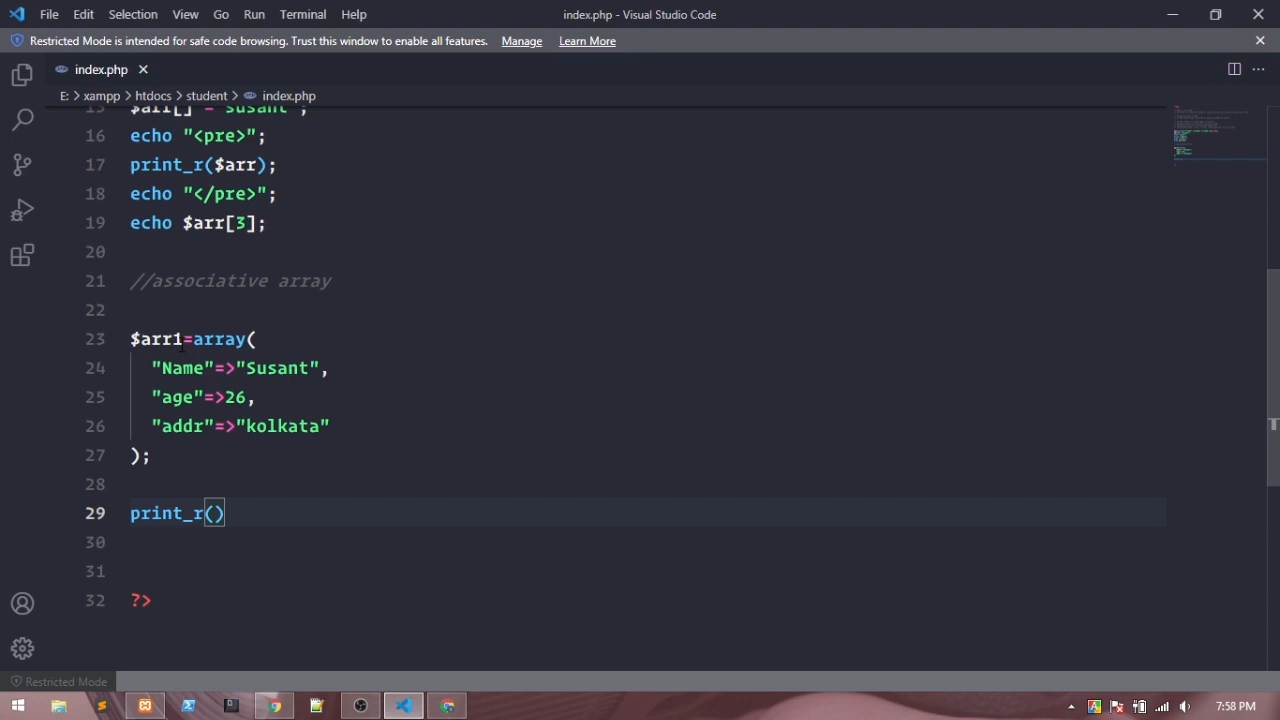 File Edit Selection View Go Run Terminal Help index.php - Visual Studio Code
Restricted Mode is intended for safe code browsing. Trust this window to enable all features. Manage Learn More
index.php
E: > xampp > htdocs > student > index.php
15 $arr[] = "susant";
16 echo "<pre>";
17 print_r($arr);
18 echo "</pre>";
19 echo $arr[3];
20
21 //associative array
22
23 $arr1=array(
24 "Name"=>"Susant",
25 "age"=>26,
26 "addr"=>"kolkata"
27 );
28
29 print_r()
30
31
32 ?>
Restricted Mode
7:58 PM